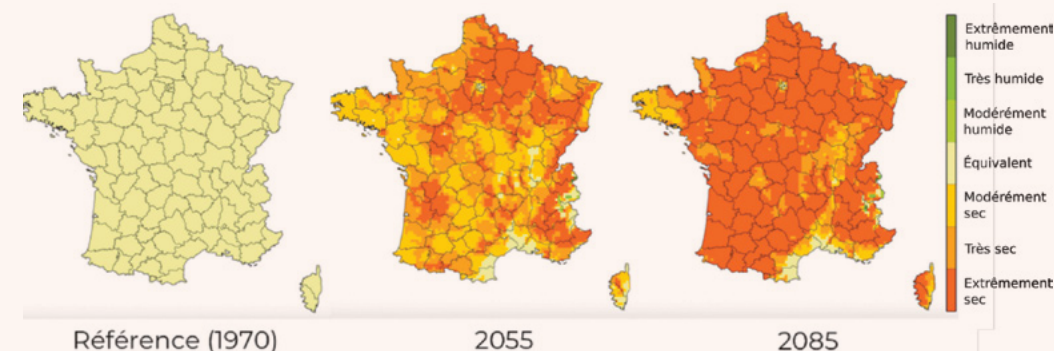 Extrêmement
humide
Très humide
Modérément
humide
Équivalent
Modérément
sec
Très sec
Extrêmement
sec
Référence (1970)
2055
2085